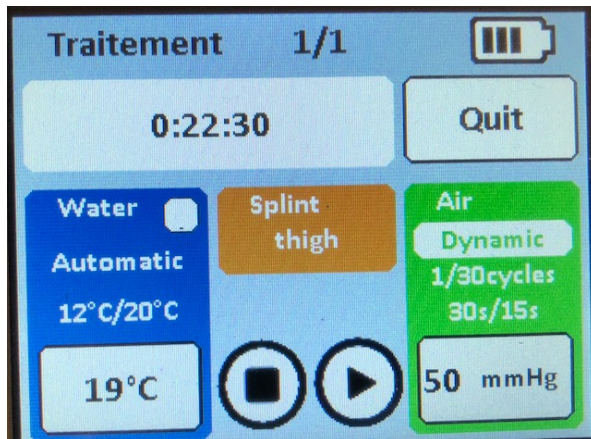 Traitement 1/1
0:22:30
Quit
Water
Automatic
12°C/20°C
19°C
Splint
thigh
Air
Dynamic
1/30cycles
30s/15s
50 mmHg